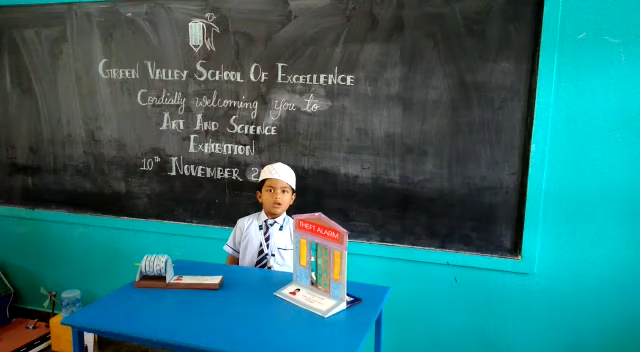 GREEN VALLEY SCHOOL OF EXCELLENCE
Cordially welcoming you to
ART AND SCIENCE
EXHIBITION
10th NOVEMBER
THEFT ALARM